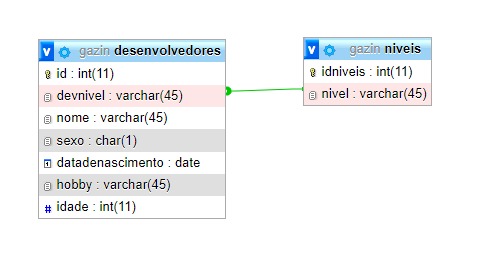 gazin desenvolvedores
id : int(11)
devnivel : varchar(45)
nome : varchar(45)
sexo : char(1)
datadenascimento : date
hobby : varchar(45)
# idade : int(11)
gazin niveis
idniveis : int(11)
nivel : varchar(45)